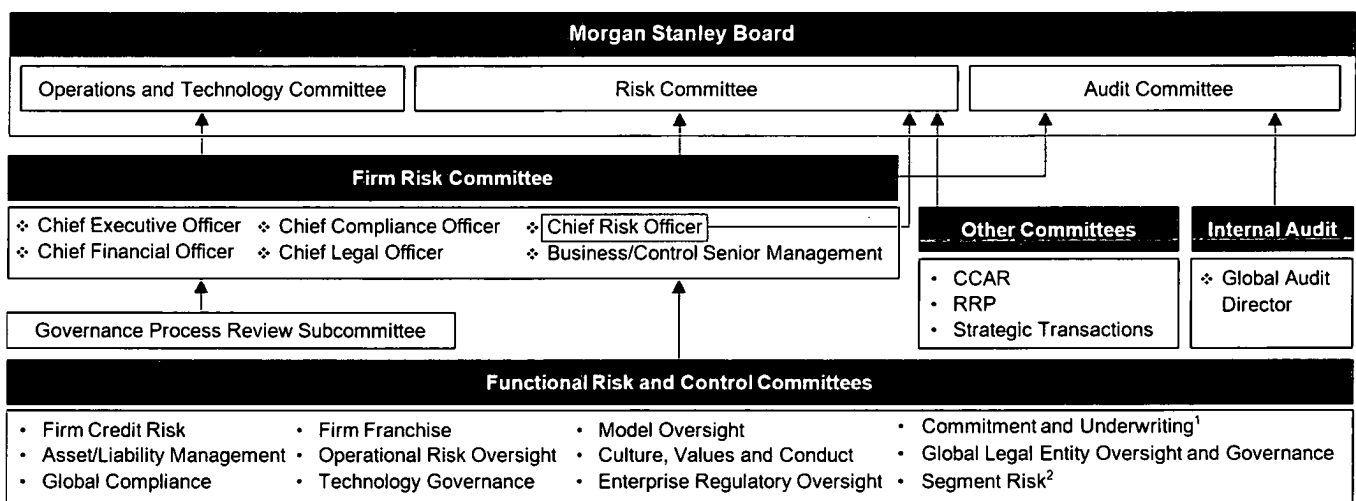 Morgan Stanley Board
Operations and Technology Committee
Risk Committee
Audit Committee
Firm Risk Committee
❖ Chief Executive Officer ❖ Chief Compliance Officer ❖ Chief Risk Officer
❖ Chief Financial Officer ❖ Chief Legal Officer ❖ Business/Control Senior Management
Other Committees
• CCAR
• RRP
• Strategic Transactions
Internal Audit
❖ Global Audit
Director
Governance Process Review Subcommittee
Functional Risk and Control Committees
• Firm Credit Risk • Firm Franchise • Model Oversight • Commitment and Underwriting¹
• Asset/Liability Management • Operational Risk Oversight • Culture, Values and Conduct • Global Legal Entity Oversight and Governance
• Global Compliance • Technology Governance • Enterprise Regulatory Oversight • Segment Risk²